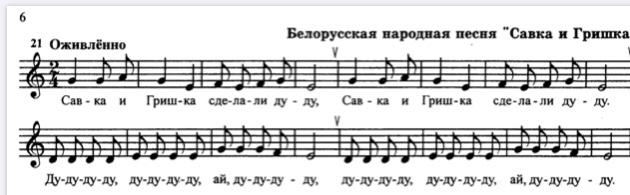 6
Белорусская народная песня "Савка и Гришка
21 Оживлённо
2 4
Сав - ка и Гриш-ка сде-ла-ли ду - ду, Сав - ка и Гриш-ка сде-ла-ли ду - ду.
Ду-ду-ду-ду, ду-ду-ду-ду, ай, ду-ду-ду - ду, ду-ду-ду-ду, ду-ду-ду-ду, ай, ду-ду-ду - ду.